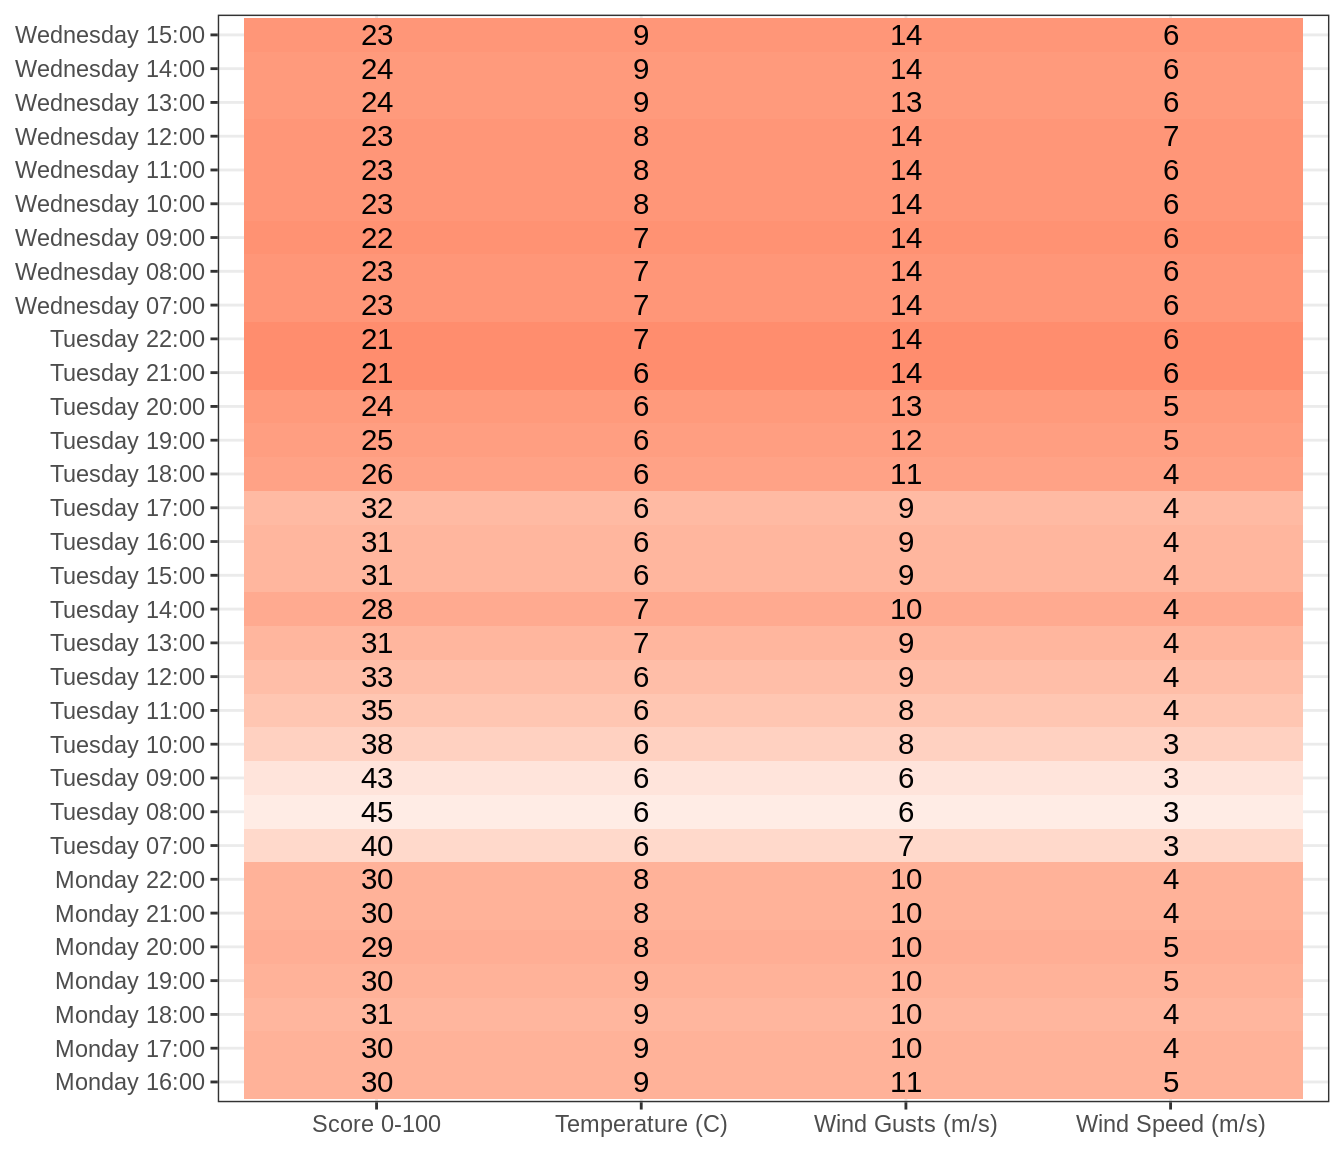 Wednesday 15:00 23 9 14 6
Wednesday 14:00 24 9 14 6
Wednesday 13:00 24 9 13 6
Wednesday 12:00 23 8 14 7
Wednesday 11:00 23 8 14 6
Wednesday 10:00 23 8 14 6
Wednesday 09:00 22 7 14 6
Wednesday 08:00 23 7 14 6
Wednesday 07:00 23 7 14 6
Tuesday 22:00 21 7 14 6
Tuesday 21:00 21 6 14 6
Tuesday 20:00 24 6 13 5
Tuesday 19:00 25 6 12 5
Tuesday 18:00 26 6 11 4
Tuesday 17:00 32 6 9 4
Tuesday 16:00 31 6 9 4
Tuesday 15:00 31 6 9 4
Tuesday 14:00 28 7 10 4
Tuesday 13:00 31 7 9 4
Tuesday 12:00 33 6 9 4
Tuesday 11:00 35 6 8 4
Tuesday 10:00 38 6 8 3
Tuesday 09:00 43 6 6 3
Tuesday 08:00 45 6 6 3
Tuesday 07:00 40 6 7 3
Monday 22:00 30 8 10 4
Monday 21:00 30 8 10 4
Monday 20:00 29 8 10 5
Monday 19:00 30 9 10 5
Monday 18:00 31 9 10 4
Monday 17:00 30 9 10 4
Monday 16:00 30 9 11 5
Score 0-100 Temperature (C) Wind Gusts (m/s) Wind Speed (m/s)